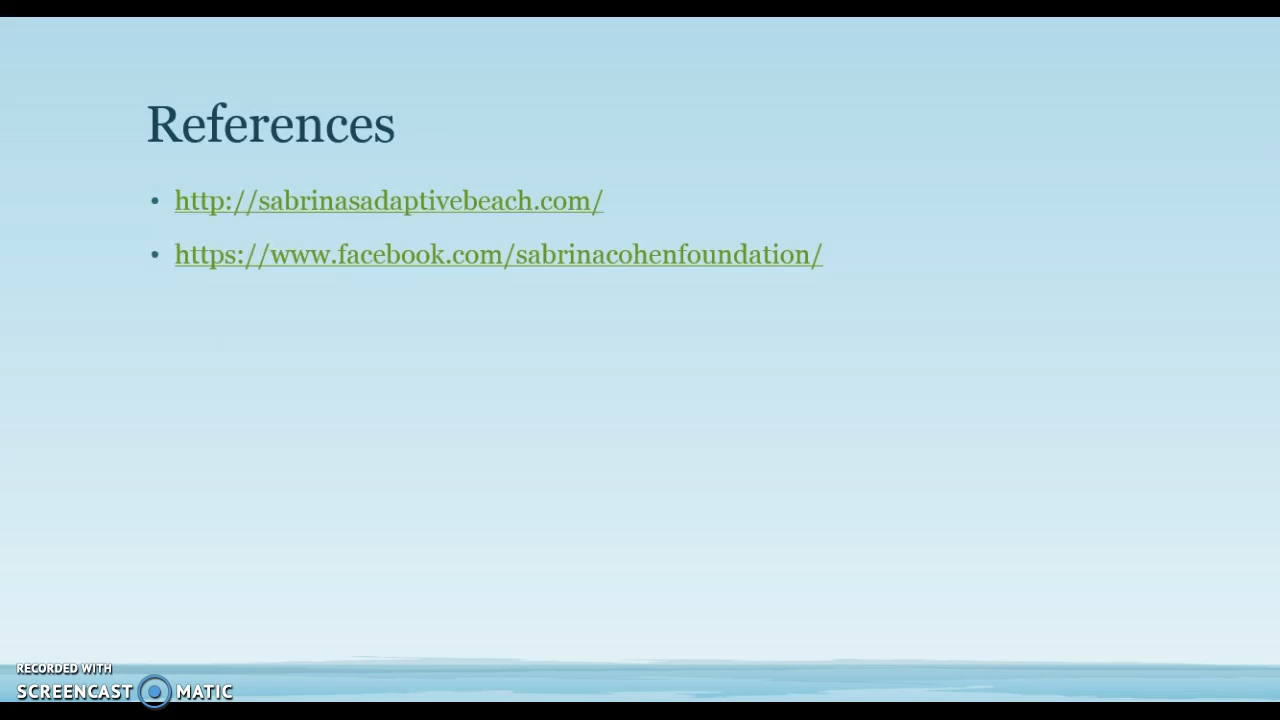 References
• http://sabrinasadaptivebeach.com/
• https://www.facebook.com/sabrinacohenfoundation/
RECORDED WITH
SCREENCAST MATIC